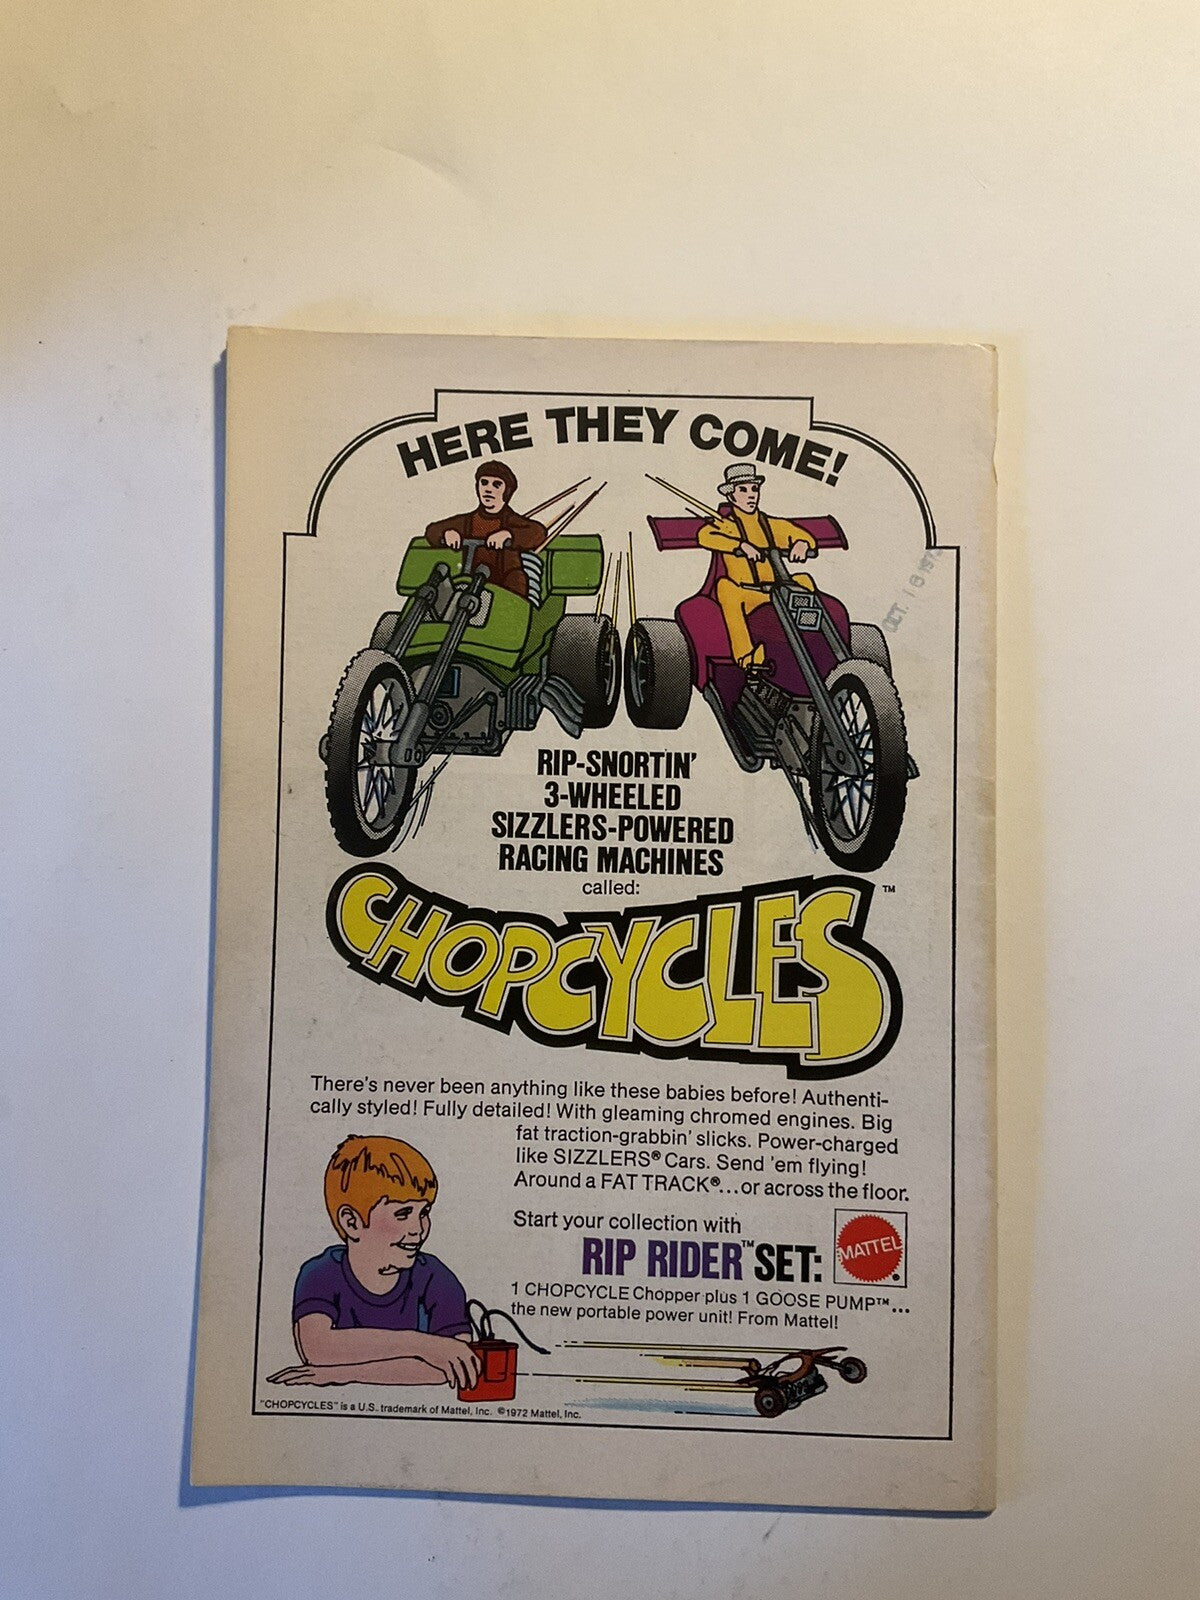 HERE THEY COME!
OCT. 1
RIP-SNORTIN'
3-WHEELED
SIZZLERS-POWERED
RACING MACHINES
called:
CHOPCYCLES™
There's never been anything like these babies before! Authenti-
cally styled! Fully detailed! With gleaming chromed engines. Big
fat traction-grabbin' slicks. Power-charged
like SIZZLERS® Cars. Send 'em flying!
Around a FAT TRACK®...or across the floor.
Start your collection with
RIP RIDER™ SET:
MATTEL®
1 CHOPCYCLE Chopper plus 1 GOOSE PUMP™...
the new portable power unit! From Mattel!
"CHOPCYCLES" is a U.S. trademark of Mattel, Inc. ©1972 Mattel, Inc.